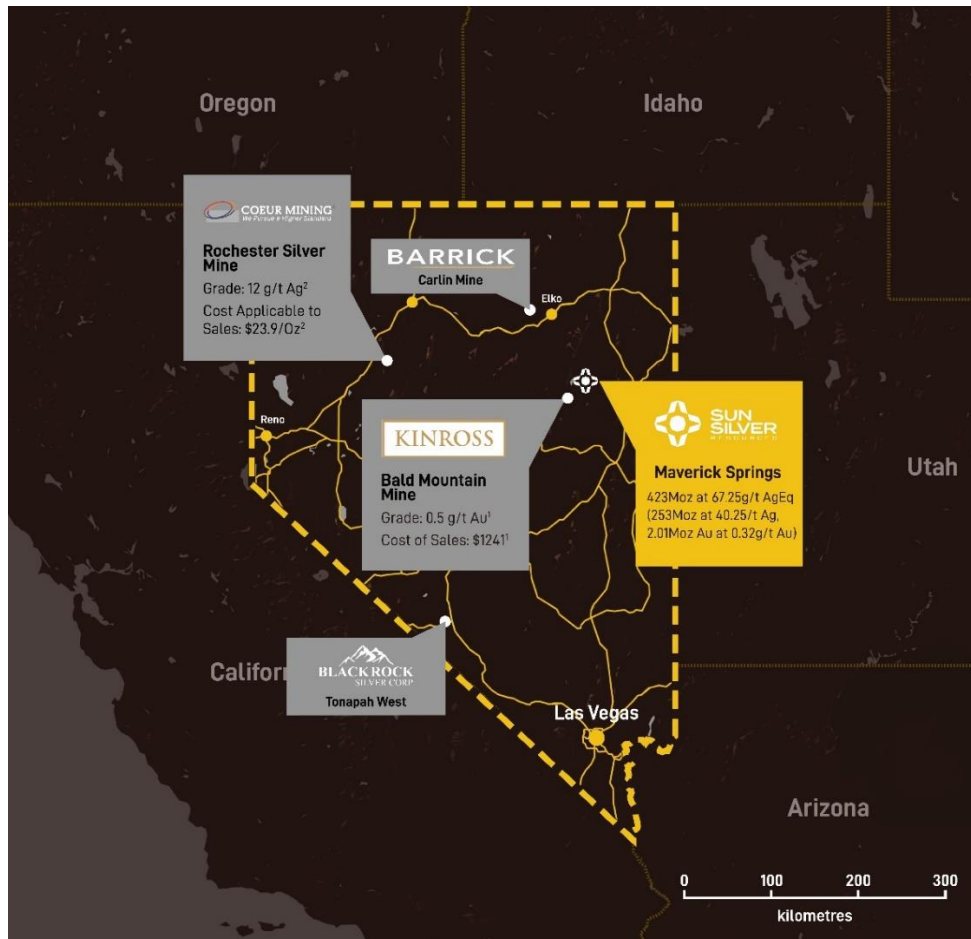 Oregon
Idaho
COEUR MINING
We Pursue a Higher Standard
Rochester Silver
Mine
Grade: 12 g/t Ag²
Cost Applicable to
Sales: $23.9/Oz²
BARRICK
Carlin Mine
Elko
Reno
KINROSS
Bald Mountain
Mine
Grade: 0.5 g/t Au¹
Cost of Sales: $1241¹
SUN
SILVER
RESOURCES
Maverick Springs
423Moz at 67.25g/t AgEq
(253Moz at 40.25/t Ag,
2.01Moz Au at 0.32g/t Au)
Utah
Californ
BLACKROCK
SILVER CORP
Tonapah West
Las Vegas
Arizona
0 100 200 300
kilometres